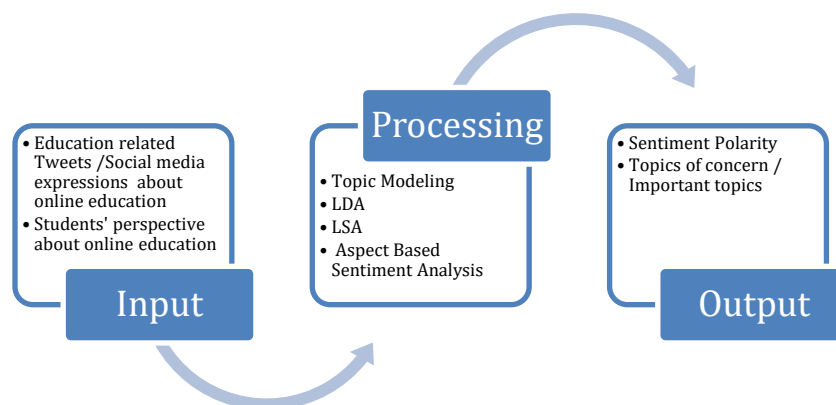 • Education related
Tweets /Social media
expressions about
online education
• Students' perspective
about online education
Input
Processing
• Topic Modeling
• LDA
• LSA
• Aspect Based
Sentiment Analysis
• Sentiment Polarity
• Topics of concern /
Important topics
Output